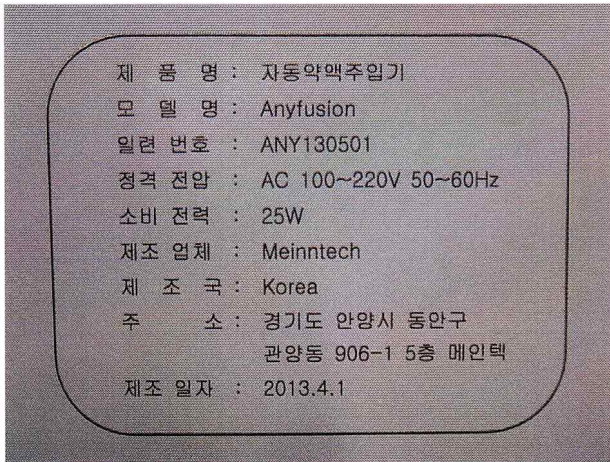 제 품 명 : 자동약액주입기
모 델 명 : Anyfusion
일련 번호 : ANY130501
정격 전압 : AC 100~220V 50~60Hz
소비 전력 : 25W
제조 업체 : Meinntech
제 조 국 : Korea
주 소 : 경기도 안양시 동안구
관양동 906-1 5층 메인텍
제조 일자 : 2013.4.1